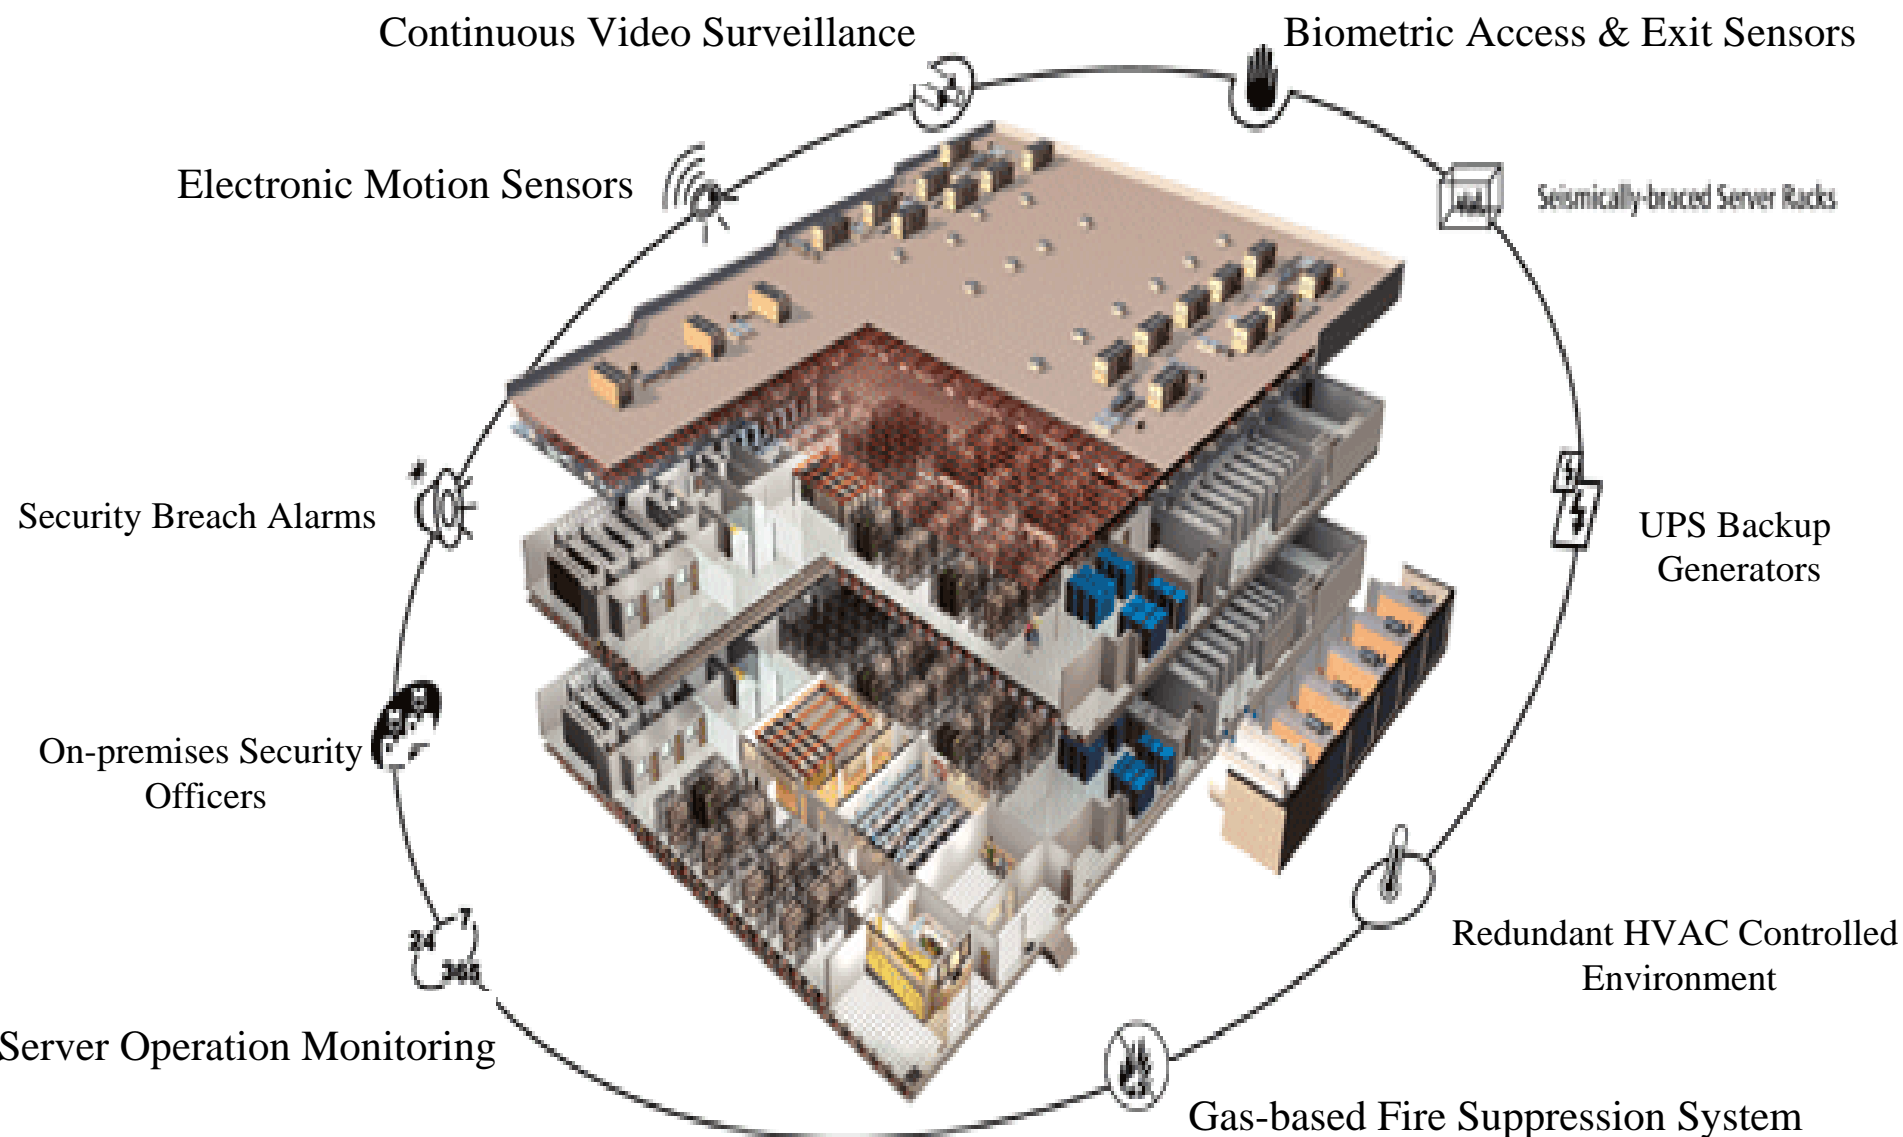 Continuous Video Surveillance
Biometric Access & Exit Sensors
Electronic Motion Sensors
Seismically-braced Server Racks
Security Breach Alarms
UPS Backup
Generators
On-premises Security
Officers
24
7
365
Redundant HVAC Controlled
Environment
Server Operation Monitoring
Gas-based Fire Suppression System